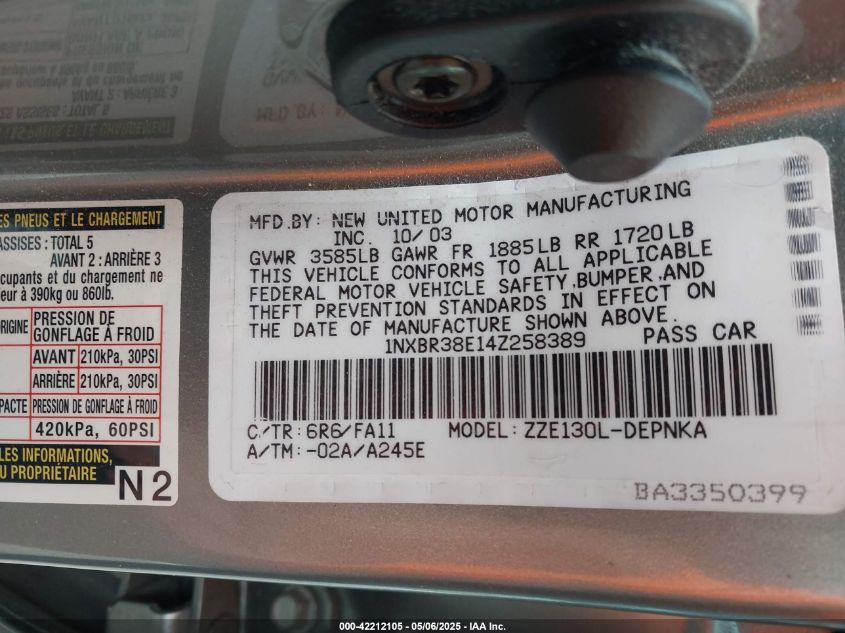 ES PNEUS ET LE CHARGEMENT
ASSISES : TOTAL 5
AVANT 2 : ARRIÈRE 3
cupants et du chargement ne
eur à 390kg ou 860lb.
ORIGINE PRESSION DE GONFLAGE À FROID
AVANT 210kPa, 30PSI
ARRIÈRE 210kPa, 30PSI
MPACTE PRESSION DE GONFLAGE À FROID
420kPa, 60PSI
LES INFORMATIONS,
U PROPRIÉTAIRE
N2
MFD.BY: NEW UNITED MOTOR MANUFACTURING
INC. 10/03
GVWR 3585LB GAWR FR 1885LB RR 1720LB
THIS VEHICLE CONFORMS TO ALL APPLICABLE
FEDERAL MOTOR VEHICLE SAFETY,BUMPER,AND
THEFT PREVENTION STANDARDS IN EFFECT ON
THE DATE OF MANUFACTURE SHOWN ABOVE.
1NXBR38E14Z258389 PASS CAR
C/TR: 6R6/FA11 MODEL: ZZE130L-DEPNKA
A/TM: -02A/A245E
BA3350399
000-42212105 - 05/06/2025 - IAA Inc.